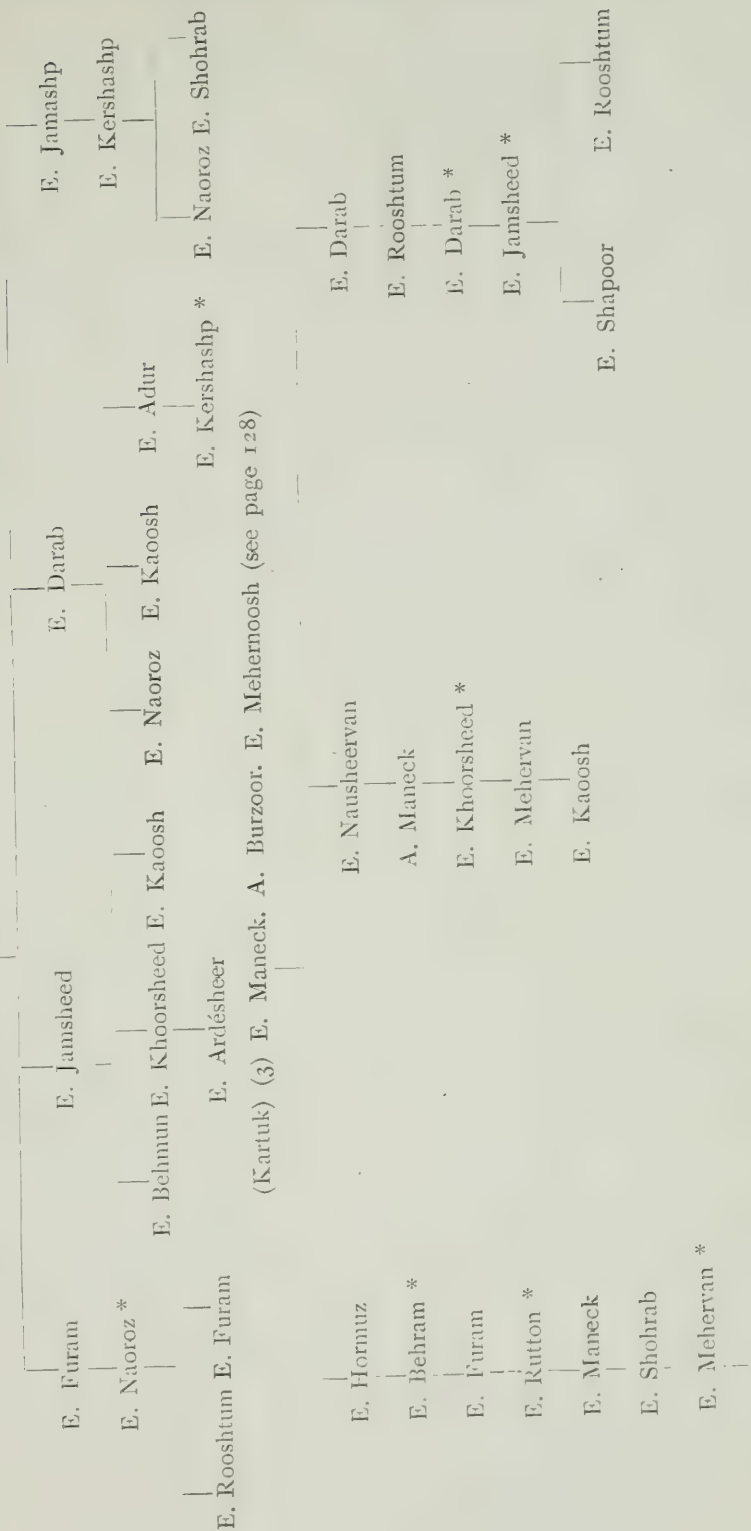 E. Furam E. Jamsheed E. Darab E. Jamashp
E. Naoroz * E. Kershashp
E. Behmun E. Khoorsheed E. Kaoosh E. Naoroz E. Kaoosh E. Adur
E. Rooshtum E. Furam E. Ardésheer E. Kershashp * E. Naoroz E. Shohrab
(Kartuk) (3) E. Maneck. A. Burzoor. E. Mehernoosh (see page 128)
E. Hormuz E. Nausheervan E. Darab
E. Behram * A. Maneck E. Rooshtum
E. Furam E. Khoorsheed * E. Darab *
E. Rutton * E. Mehervan E. Jamsheed *
E. Maneck E. Kaoosh E. Shapoor E. Rooshtum
E. Shohrab
E. Mehervan *